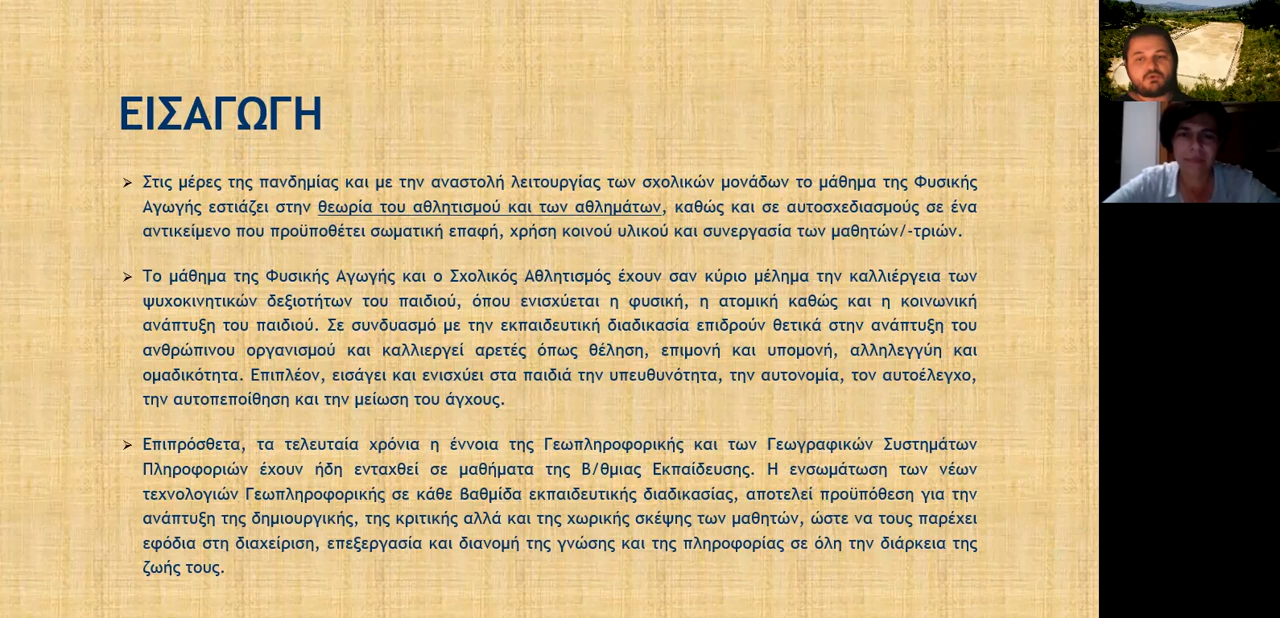 ΕΙΣΑΓΩΓΗ
Στις μέρες της πανδημίας και με την αναστολή λειτουργίας των σχολικών μονάδων το μάθημα της Φυσικής
Αγωγής εστιάζει στην θεωρία του αθλητισμού και των αθλημάτων, καθώς και σε αυτοσχεδιασμούς σε ένα
αντικείμενο που προϋποθέτει σωματική επαφή, χρήση κοινού υλικού και συνεργασία των μαθητών/-τριών.
Το μάθημα της Φυσικής Αγωγής και ο Σχολικός Αθλητισμός έχουν σαν κύριο μέλημα την καλλιέργεια των
ψυχοκινητικών δεξιοτήτων του παιδιού, όπου ενισχύεται η φυσική, η ατομική καθώς και η κοινωνική
ανάπτυξη του παιδιού. Σε συνδυασμό με την εκπαιδευτική διαδικασία επιδρούν θετικά στην ανάπτυξη του
ανθρώπινου οργανισμού και καλλιεργεί αρετές όπως θέληση, επιμονή και υπομονή, αλληλεγγύη και
ομαδικότητα. Επιπλέον, εισάγει και ενισχύει στα παιδιά την υπευθυνότητα, την αυτονομία, τον αυτοέλεγχο,
την αυτοπεποίθηση και την μείωση του άγχους.
Επιπρόσθετα, τα τελευταία χρόνια η έννοια της Γεωπληροφορικής και των Γεωγραφικών Συστημάτων
Πληροφοριών έχουν ήδη ενταχθεί σε μαθήματα της Β/θμιας Εκπαίδευσης. Η ενσωμάτωση των νέων
τεχνολογιών Γεωπληροφορικής σε κάθε βαθμίδα εκπαιδευτικής διαδικασίας, αποτελεί προϋπόθεση για την
ανάπτυξη της δημιουργικής, της κριτικής αλλά και της χωρικής σκέψης των μαθητών, ώστε να τους παρέχει
εφόδια στη διαχείριση, επεξεργασία και διανομή της γνώσης και της πληροφορίας σε όλη την διάρκεια της
ζωής τους.